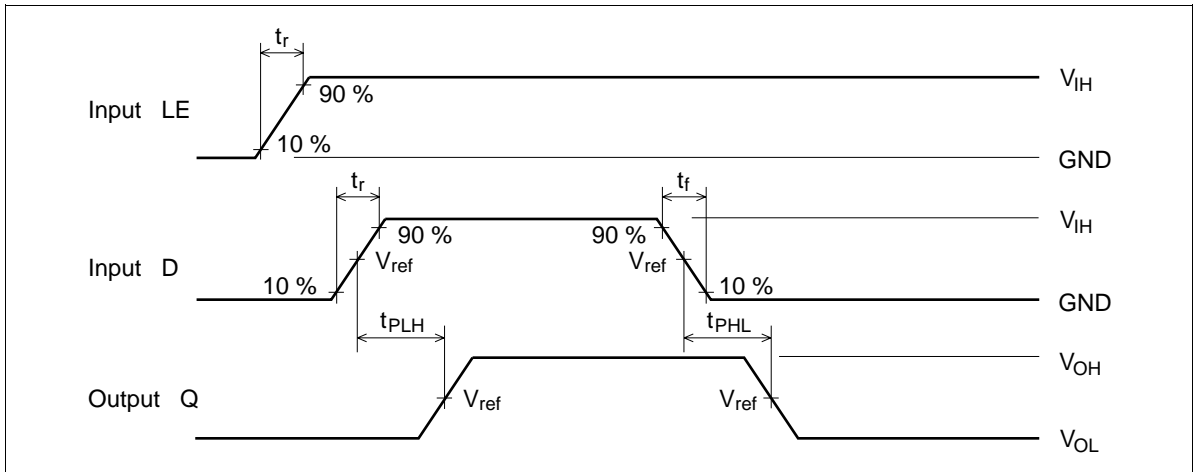 tr
90 %
VIH
Input LE
10 %
GND
tr
tf
VIH
90 %
90 %
Input D
Vref
Vref
10 %
10 %
GND
tPLH
tPHL
VOH
Output Q
Vref
Vref
VOL